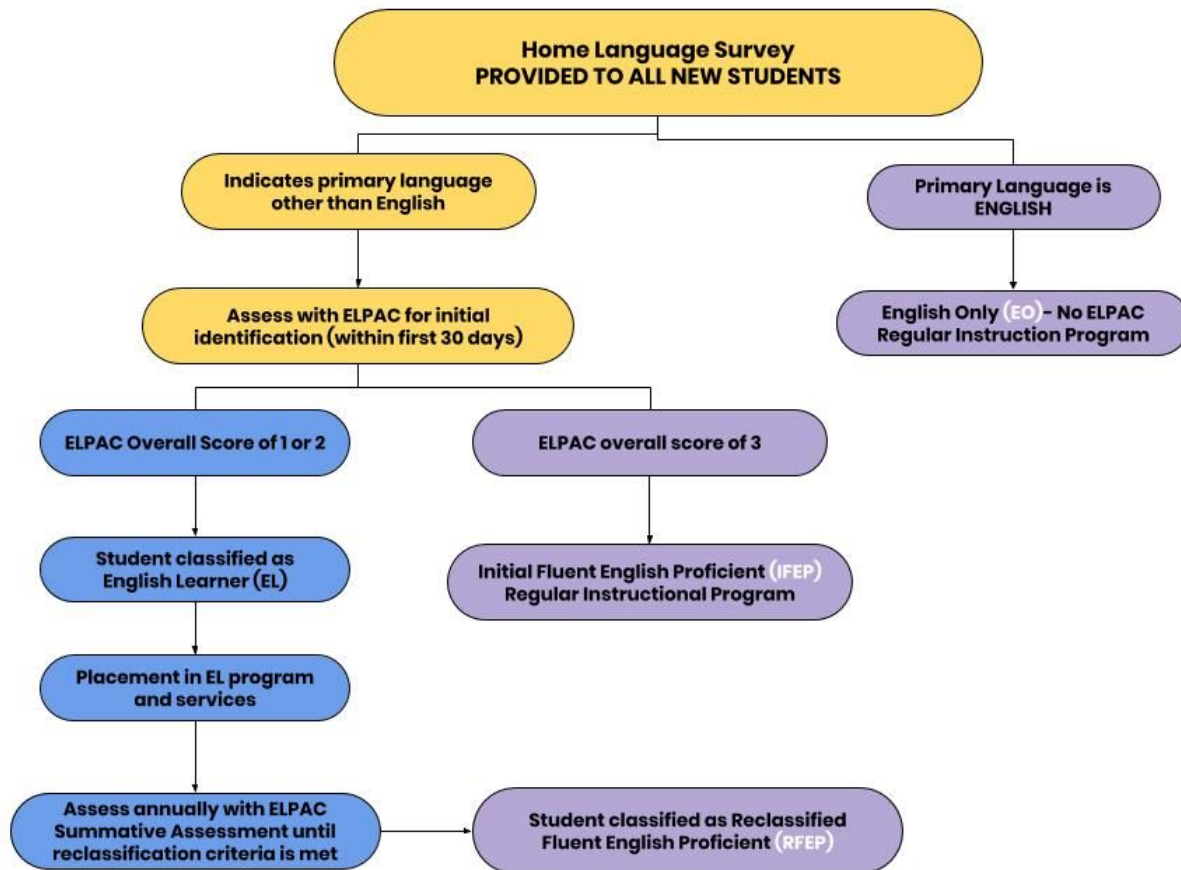 Home Language Survey
PROVIDED TO ALL NEW STUDENTS
Indicates primary language
other than English
Primary Language is
ENGLISH
Assess with ELPAC for initial
identification (within first 30 days)
English Only (EO)- No ELPAC
Regular Instruction Program
ELPAC Overall Score of 1 or 2
ELPAC overall score of 3
Student classified as
English Learner (EL)
Initial Fluent English Proficient (IFEP)
Regular Instructional Program
Placement in EL program
and services
Assess annually with ELPAC
Summative Assessment until
reclassification criteria is met
Student classified as Reclassified
Fluent English Proficient (RFEP)